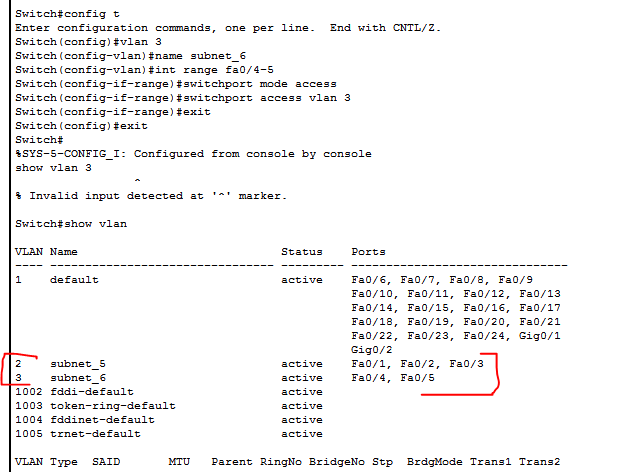 Switch#config t
Enter configuration commands, one per line.  End with CNTL/Z.
Switch(config)#vlan 3
Switch(config-vlan)#name subnet_6
Switch(config-vlan)#int range fa0/4-5
Switch(config-if-range)#switchport mode access
Switch(config-if-range)#switchport access vlan 3
Switch(config-if-range)#exit
Switch(config)#exit
Switch#
%SYS-5-CONFIG_I: Configured from console by console
show vlan 3
                 ^
% Invalid input detected at '^' marker.
Switch#show vlan
VLAN Name                             Status    Ports
---- -------------------------------- --------- -------------------------------
1    default                          active    Fa0/6, Fa0/7, Fa0/8, Fa0/9
                                                Fa0/10, Fa0/11, Fa0/12, Fa0/13
                                                Fa0/14, Fa0/15, Fa0/16, Fa0/17
                                                Fa0/18, Fa0/19, Fa0/20, Fa0/21
                                                Fa0/22, Fa0/23, Fa0/24, Gig0/1
                                                Gig0/2
2    subnet_5                         active    Fa0/1, Fa0/2, Fa0/3
3    subnet_6                         active    Fa0/4, Fa0/5
1002 fddi-default                     active
1003 token-ring-default               active
1004 fddinet-default                  active
1005 trnet-default                    active
VLAN Type  SAID       MTU   Parent RingNo BridgeNo Stp  BrdgMode Trans1 Trans2